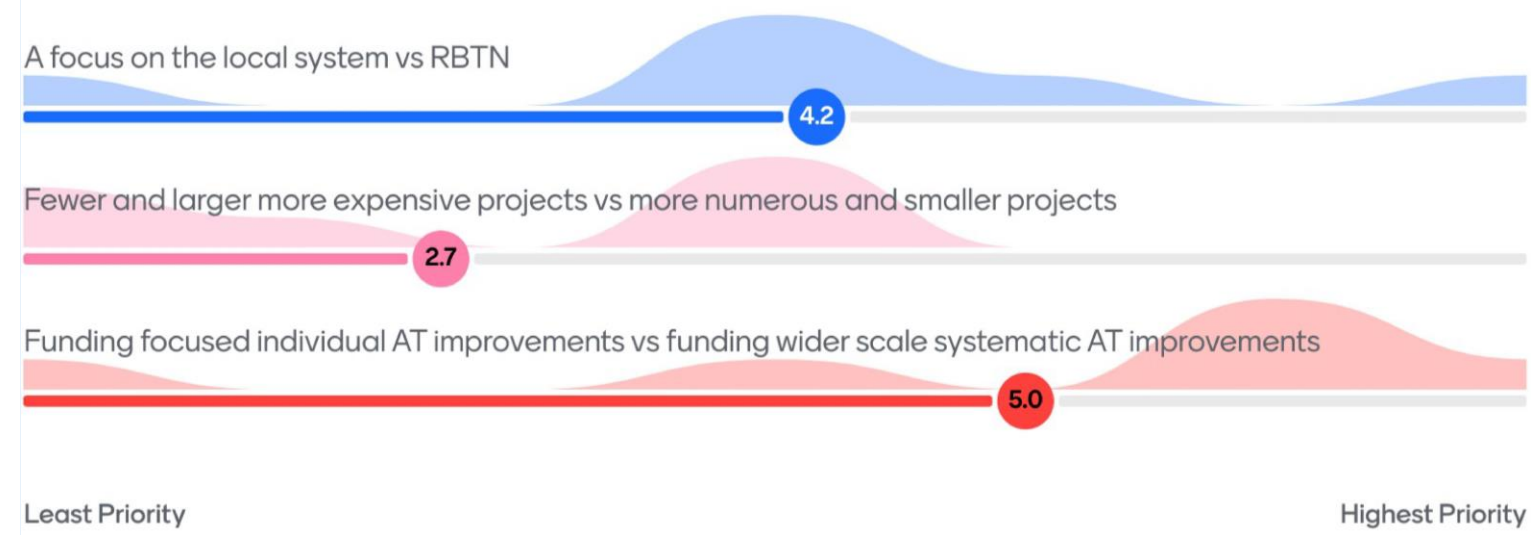 A focus on the local system vs RBTN
4.2
Fewer and larger more expensive projects vs more numerous and smaller projects
2.7
Funding focused individual AT improvements vs funding wider scale systematic AT improvements
5.0
Least Priority
Highest Priority